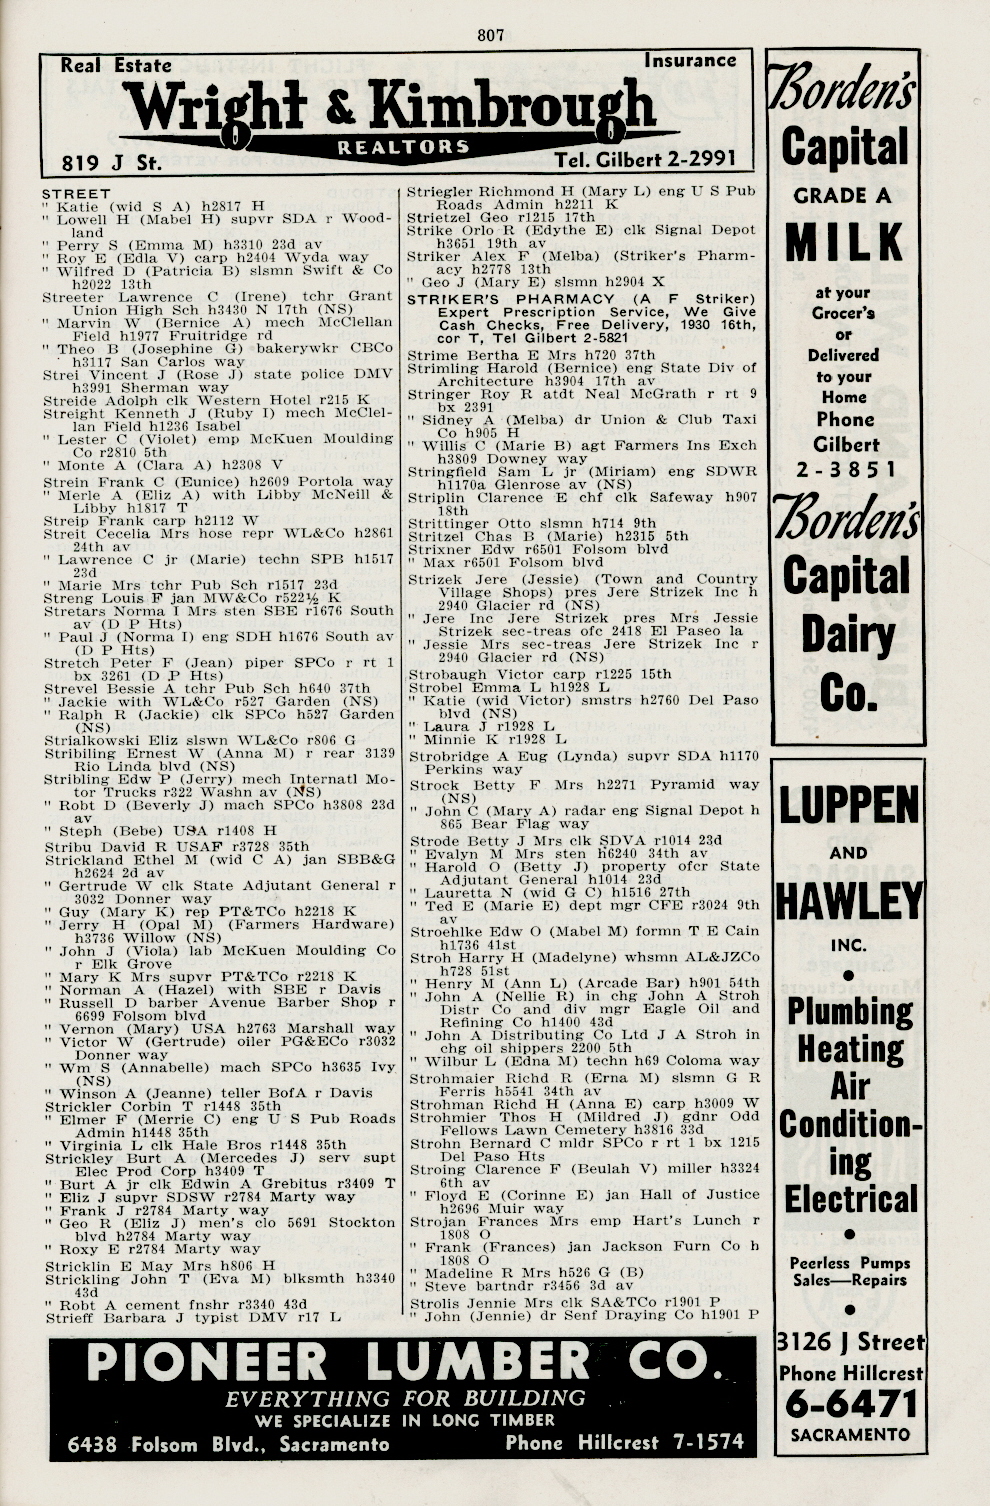 807
Real Estate
Insurance
Wright & Kimbrough
REALTORS
819 J St.
Tel. Gilbert 2-2991
STREET
" Katie (wid S A) h2817 H
" Lowell H (Mabel H) supvr SDA r Wood-
land
" Perry S (Emma M) h3310 23d av
" Roy E (Edla V) carp h2404 Wyda way
" Wilfred D (Patricia B) slsmn Swift & Co
h2022 13th
Streeter Lawrence C (Irene) tchr Grant
Union High Sch h3430 N 17th (NS)
" Marvin W (Bernice A) mech McClellan
Field h1977 Fruitridge rd
" Theo B (Josephine G) bakerywkr CBCo
h3117 San Carlos way
Strei Vincent J (Rose J) state police DMV
h3991 Sherman way
Streide Adolph clk Western Hotel r215 K
Streight Kenneth J (Ruby I) mech McClel-
lan Field h1236 Isabel
" Lester C (Violet) emp McKuen Moulding
Co r2810 5th
" Monte A (Clara A) h2308 V
Strein Frank C (Eunice) h2609 Portola way
" Merle A (Eliz A) with Libby McNeill &
Libby h1817 T
Streip Frank carp h2112 W
Streit Cecelia Mrs hose repr WL&Co h2861
24th av
" Lawrence C jr (Marie) techn SPB h1517
23d
" Marie Mrs tchr Pub Sch r1517 23d
Streng Louis F jan MW&Co r522½ K
Stretars Norma I Mrs sten SBE r1676 South
av (D P Hts)
" Paul J (Norma I) eng SDH h1676 South av
(D P Hts)
Stretch Peter F (Jean) piper SPCo r rt 1
bx 3261 (D P Hts)
Strevel Bessie A tchr Pub Sch h640 37th
" Jackie with WL&Co r527 Garden (NS)
" Ralph R (Jackie) clk SPCo h527 Garden
(NS)
Strialkowski Eliz slswn WL&Co r806 G
Stribiling Ernest W (Anna M) r rear 3139
Rio Linda blvd (NS)
Stribling Edw P (Jerry) mech Internatl Mo-
tor Trucks r322 Washn av (NS)
" Robt D (Beverly J) mach SPCo h3808 23d
av
" Steph (Bebe) USA r1408 H
Stribu David R USAF r3728 35th
Strickland Ethel M (wid C A) jan SBB&G
h2624 2d av
" Gertrude W clk State Adjutant General r
3032 Donner way
" Guy (Mary K) rep PT&TCo h2218 K
" Jerry H (Opal M) (Farmers Hardware)
h3736 Willow (NS)
" John J (Viola) lab McKuen Moulding Co
r Elk Grove
" Mary K Mrs supvr PT&TCo r2218 K
" Norman A (Hazel) with SBE r Davis
" Russell D barber Avenue Barber Shop r
6699 Folsom blvd
" Vernon (Mary) USA h2763 Marshall way
" Victor W (Gertrude) oiler PG&ECo r3032
Donner way
" Wm S (Annabelle) mach SPCo h3635 Ivy
(NS)
" Winson A (Jeanne) teller BofA r Davis
Strickler Corbin T r1448 35th
" Elmer F (Merrie C) eng U S Pub Roads
Admin h1448 35th
" Virginia L clk Hale Bros r1448 35th
Strickley Burt A (Mercedes J) serv supt
Elec Prod Corp h3409 T
" Burt A jr clk Edwin A Grebitus r3409 T
" Eliz J supvr SDSW r2784 Marty way
" Frank J r2784 Marty way
" Geo R (Eliz J) men's clo 5691 Stockton
blvd h2784 Marty way
" Roxy E r2784 Marty way
Stricklin E May Mrs h806 H
Strickling John T (Eva M) blksmth h3340
43d
" Robt A cement fnshr r3340 43d
Strieff Barbara J typist DMV r17 L
Striegler Richmond H (Mary L) eng U S Pub
Roads Admin h2211 K
Strietzel Geo r1215 17th
Strike Orlo R (Edythe E) clk Signal Depot
h3651 19th av
Striker Alex F (Melba) (Striker's Pharm-
acy h2778 13th
" Geo J (Mary E) slsmn h2904 X
STRIKER'S PHARMACY (A F Striker)
Expert Prescription Service, We Give
Cash Checks, Free Delivery, 1930 16th,
cor T, Tel Gilbert 2-5821
Strime Bertha E Mrs h720 37th
Strimling Harold (Bernice) eng State Div of
Architecture h3904 17th av
Stringer Roy R atdt Neal McGrath r rt 9
bx 2391
" Sidney A (Melba) dr Union & Club Taxi
Co h905 H
" Willis C (Marie B) agt Farmers Ins Exch
h3809 Downey way
Stringfield Sam L jr (Miriam) eng SDWR
h1170a Glenrose av (NS)
Striplin Clarence E chf clk Safeway h907
18th
Strittinger Otto slsmn h714 9th
Stritzel Chas B (Marie) h2315 5th
Strixner Edw r6501 Folsom blvd
" Max r6501 Folsom blvd
Strizek Jere (Jessie) (Town and Country
Village Shops) pres Jere Strizek Inc h
2940 Glacier rd (NS)
" Jere Inc Jere Strizek pres Mrs Jessie
Strizek sec-treas ofc 2418 El Paseo la
" Jessie Mrs sec-treas Jere Strizek Inc r
2940 Glacier rd (NS)
Strobaugh Victor carp r1225 15th
Strobel Emma L h1928 L
" Katie (wid Victor) smstrs h2760 Del Paso
blvd (NS)
" Laura J r1928 L
" Minnie K r1928 L
Strobridge A Eug (Lynda) supvr SDA h1170
Perkins way
Strock Betty F Mrs h2271 Pyramid way
(NS)
" John C (Mary A) radar eng Signal Depot h
865 Bear Flag way
Strode Betty J Mrs clk SDVA r1014 23d
" Evalyn M Mrs sten h6240 34th av
" Harold O (Betty J) property ofcr State
Adjutant General h1014 23d
" Lauretta N (wid G C) h1516 27th
" Ted E (Marie E) dept mgr CFE r3024 9th
av
Stroehlke Edw O (Mabel M) formn T E Cain
h1736 41st
Stroh Harry H (Madelyne) whsmn AL&JZCo
h728 51st
" Henry M (Ann L) (Arcade Bar) h901 54th
" John A (Nellie R) in chg John A Stroh
Distr Co and div mgr Eagle Oil and
Refining Co h1400 43d
" John A Distributing Co Ltd J A Stroh in
chg oil shippers 2200 5th
" Wilbur L (Edna M) techn h69 Coloma way
Strohmaier Richd R (Erna M) slsmn G R
Ferris h5541 34th av
Strohman Richd H (Anna E) carp h3009 W
Strohmier Thos H (Mildred J) gdnr Odd
Fellows Lawn Cemetery h3816 33d
Strohn Bernard C mldr SPCo r rt 1 bx 1215
Del Paso Hts
Stroing Clarence F (Beulah V) miller h3324
6th av
" Floyd E (Corinne E) jan Hall of Justice
h2696 Muir way
Strojan Frances Mrs emp Hart's Lunch r
1808 O
" Frank (Frances) jan Jackson Furn Co h
1808 O
" Madeline R Mrs h526 G (B)
" Steve bartndr r3456 3d av
Strolis Jennie Mrs clk SA&TCo r1901 P
" John (Jennie) dr Senf Draying Co h1901 P
Borden's
Capital
GRADE A
MILK
at your
Grocer's
or
Delivered
to your
Home
Phone
Gilbert
2-3851
Borden's
Capital
Dairy
Co.
LUPPEN
AND
HAWLEY
INC.
•
Plumbing
Heating
Air
Condition-
ing
Electrical
•
Peerless Pumps
Sales—Repairs
•
3126 J Street
Phone Hillcrest
6-6471
SACRAMENTO
PIONEER LUMBER CO.
EVERYTHING FOR BUILDING
WE SPECIALIZE IN LONG TIMBER
6438 Folsom Blvd., Sacramento
Phone Hillcrest 7-1574